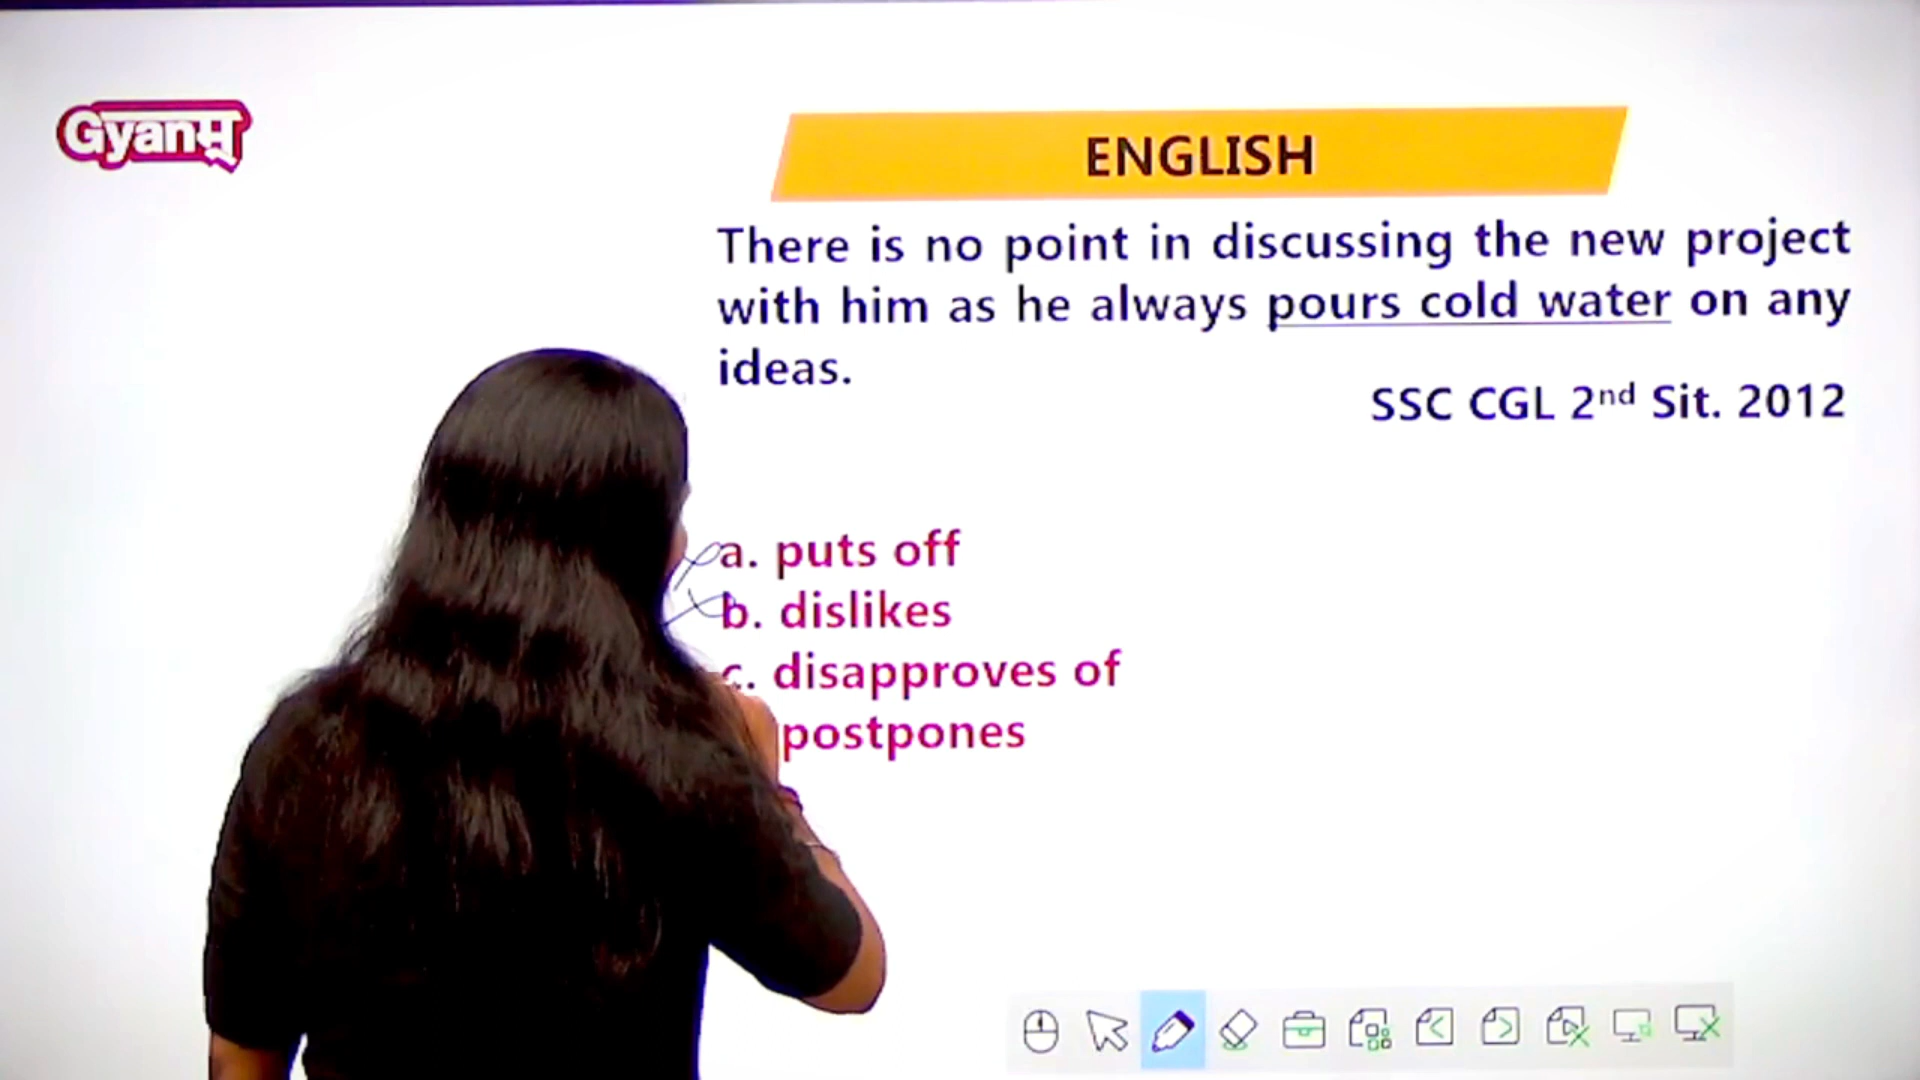 Gyanम्
ENGLISH
There is no point in discussing the new project
with him as he always pours cold water on any
ideas.
SSC CGL 2nd Sit. 2012
a. puts off
b. dislikes
c. disapproves of
postpones